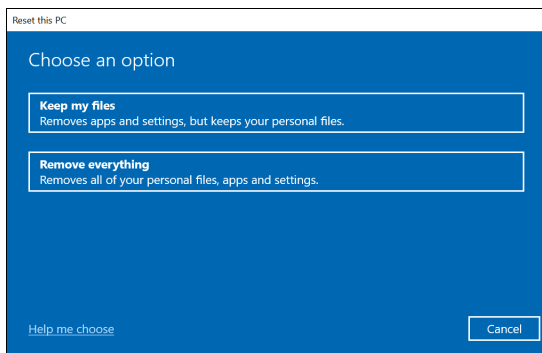 Reset this PC
Choose an option
Keep my files
Removes apps and settings, but keeps your personal files.
Remove everything
Removes all of your personal files, apps and settings.
Help me choose
Cancel